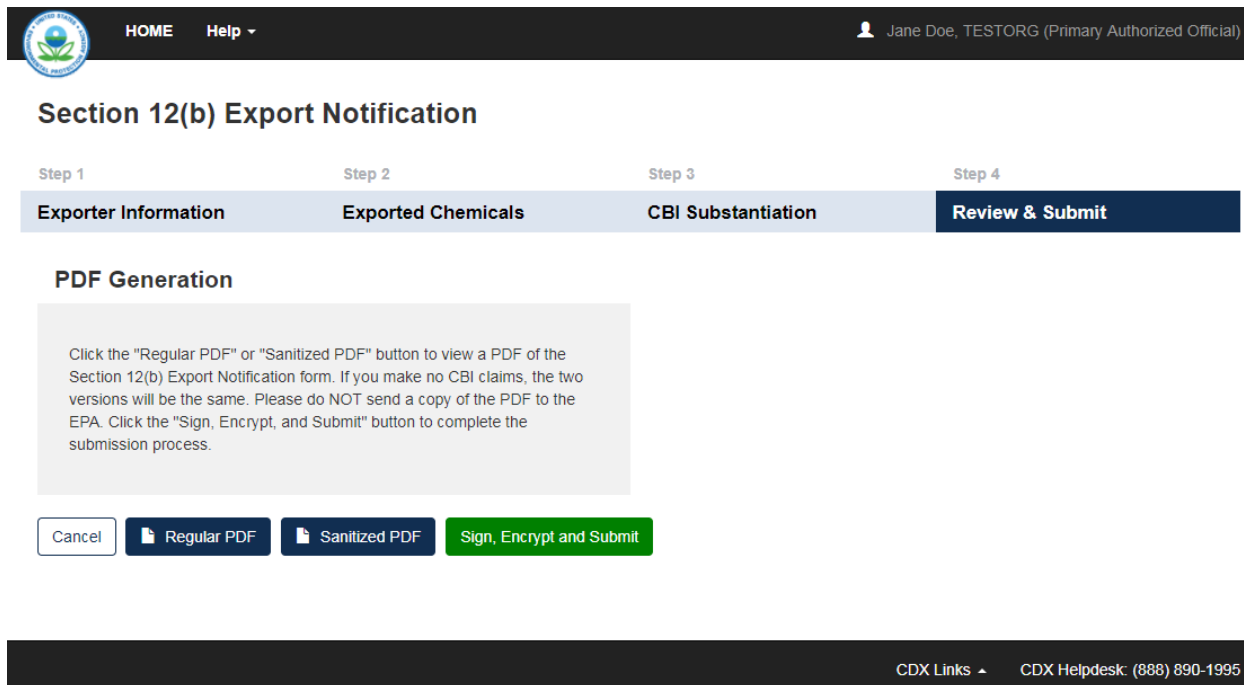 UNITED STATES
HOME Help
Jane Doe, TESTORG (Primary Authorized Official)
Section 12(b) Export Notification
Step 1 Step 2 Step 3 Step 4
Exporter Information Exported Chemicals CBI Substantiation Review & Submit
PDF Generation
Click the "Regular PDF" or "Sanitized PDF" button to view a PDF of the
Section 12(b) Export Notification form. If you make no CBI claims, the two
versions will be the same. Please do NOT send a copy of the PDF to the
EPA. Click the "Sign, Encrypt, and Submit" button to complete the
submission process.
Cancel Regular PDF Sanitized PDF Sign, Encrypt and Submit
CDX Links CDX Helpdesk: (888) 890-1995